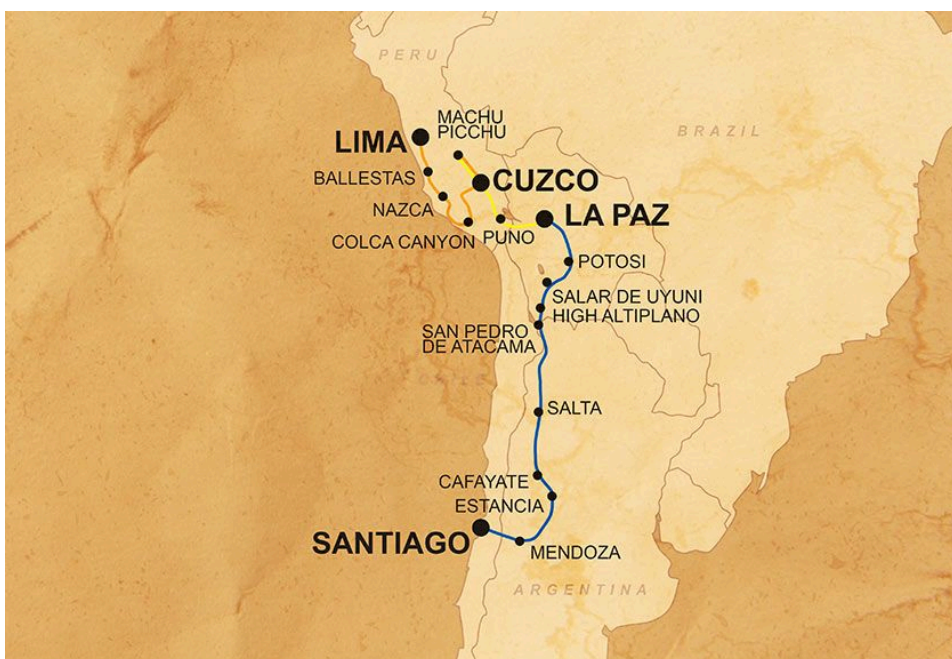 PERU
MACHU
PICCHU
BRAZIL
LIMA
BALLESTAS
CUZCO
NAZCA
LA PAZ
COLCA CANYON
PUNO
POTOSI
SALAR DE UYUNI
HIGH ALTIPLANO
SAN PEDRO
DE ATACAMA
SALTA
CAFAYATE
ESTANCIA
SANTIAGO
MENDOZA
ARGENTINA